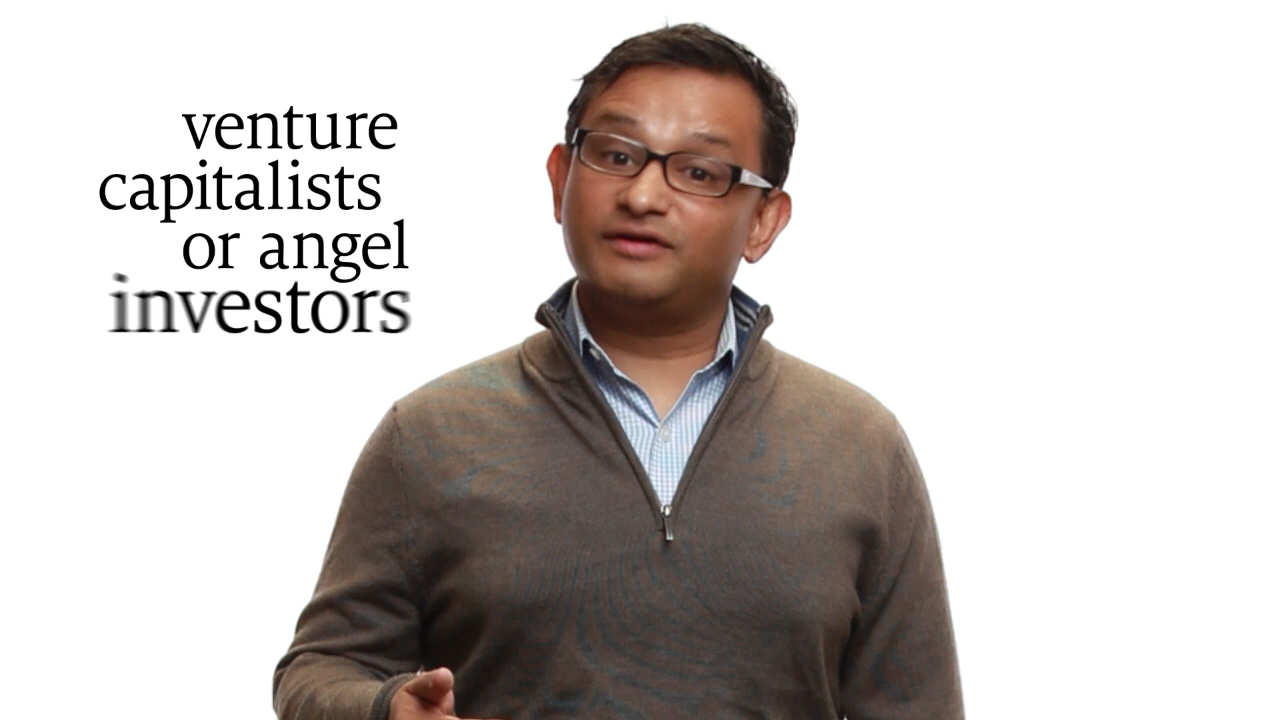 venture
capitalists
or angel
investors